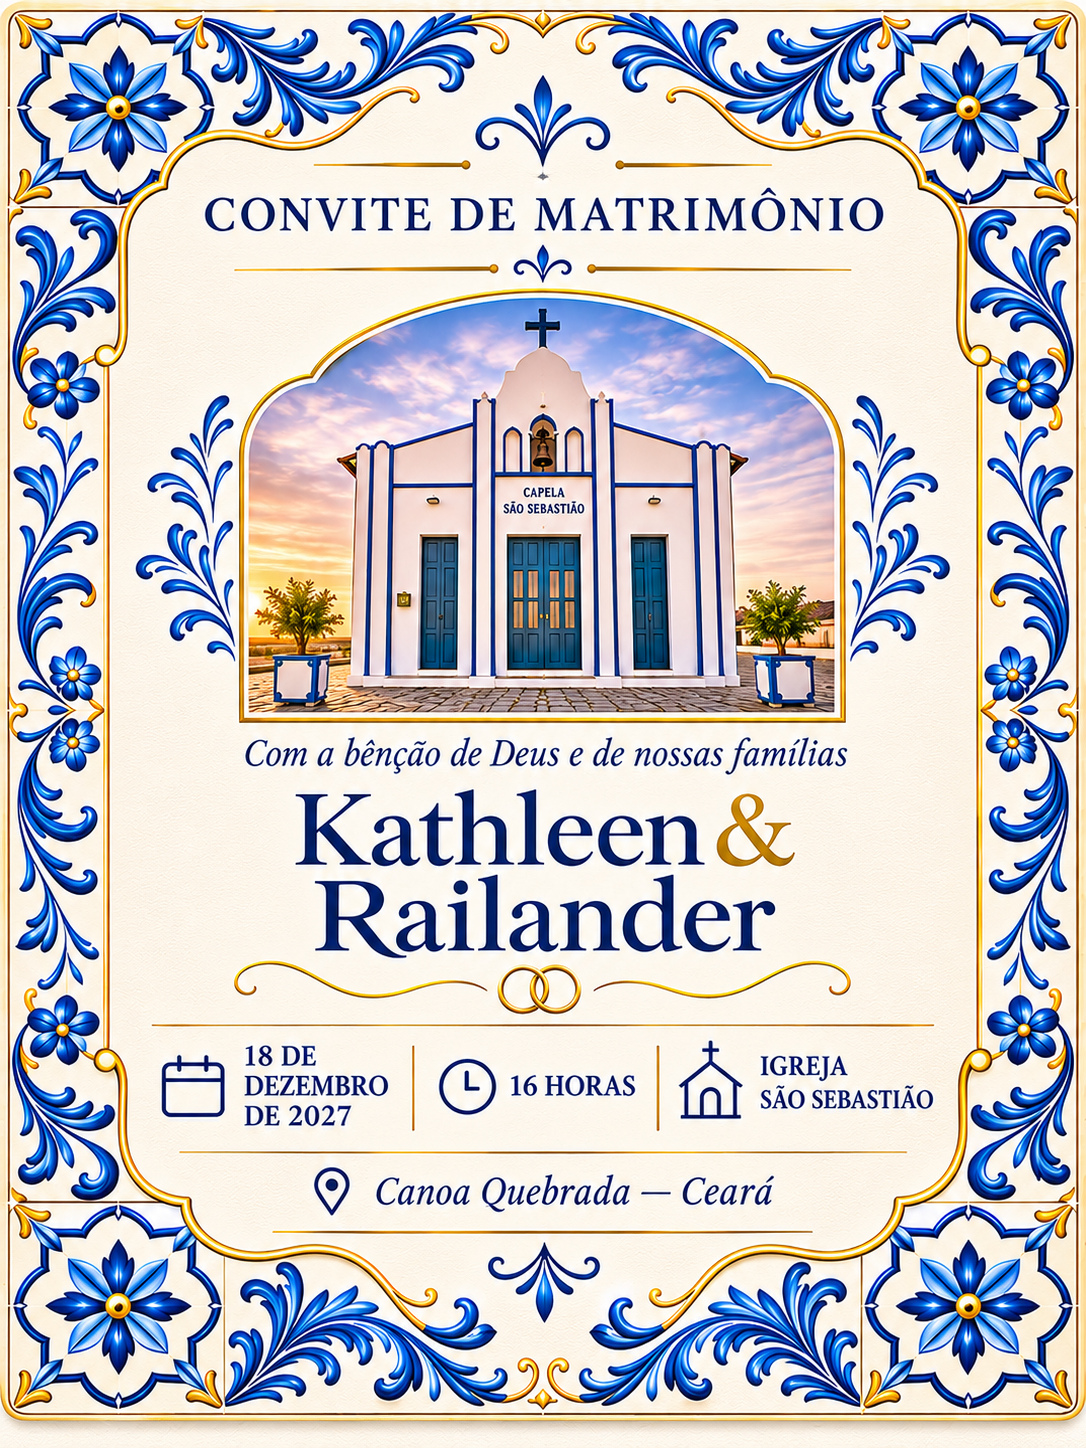 CONVITE DE MATRIMÔNIO
CAPELA
SÃO SEBASTIÃO
Com a bênção de Deus e de nossas famílias
Kathleen &
Railander
18 DE
DEZEMBRO
DE 2027
16 HORAS
IGREJA
SÃO SEBASTIÃO
Canoa Quebrada — Ceará